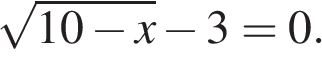 √(10 − x) − 3 = 0.